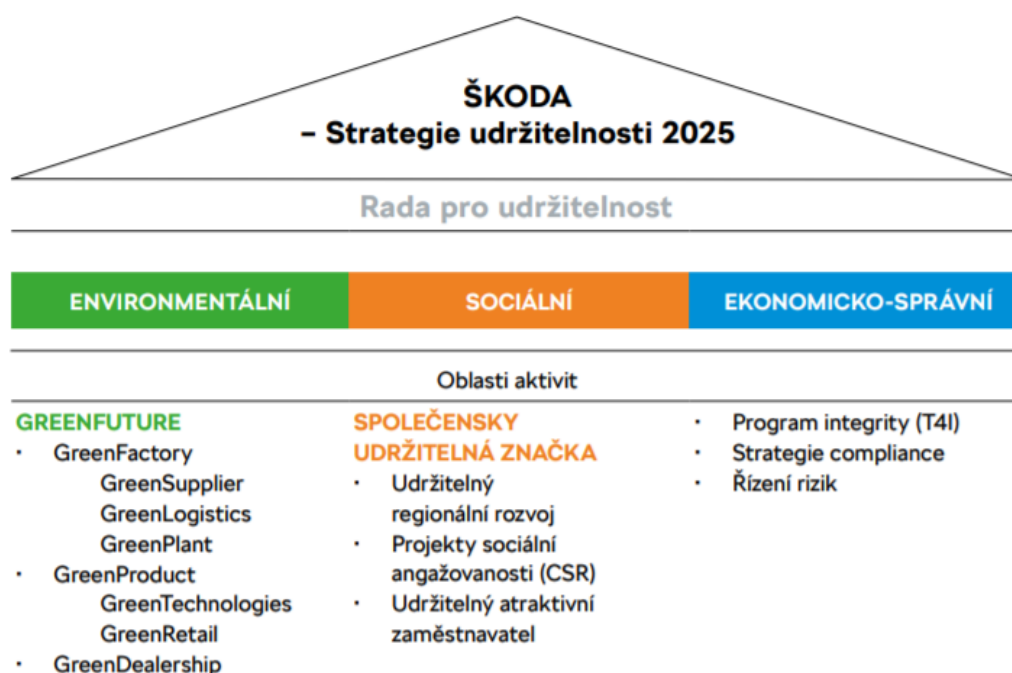 ŠKODA
– Strategie udržitelnosti 2025
Rada pro udržitelnost
ENVIRONMENTÁLNÍ
SOCIÁLNÍ
EKONOMICKO-SPRÁVNÍ
Oblasti aktivit
GREENFUTURE
· GreenFactory
GreenSupplier
GreenLogistics
GreenPlant
· GreenProduct
GreenTechnologies
GreenRetail
· GreenDealership
SPOLEČENSKY
UDRŽITELNÁ ZNAČKA
· Udržitelný
regionální rozvoj
· Projekty sociální
angažovanosti (CSR)
· Udržitelný atraktivní
zaměstnavatel
· Program integrity (T4I)
· Strategie compliance
· Řízení rizik